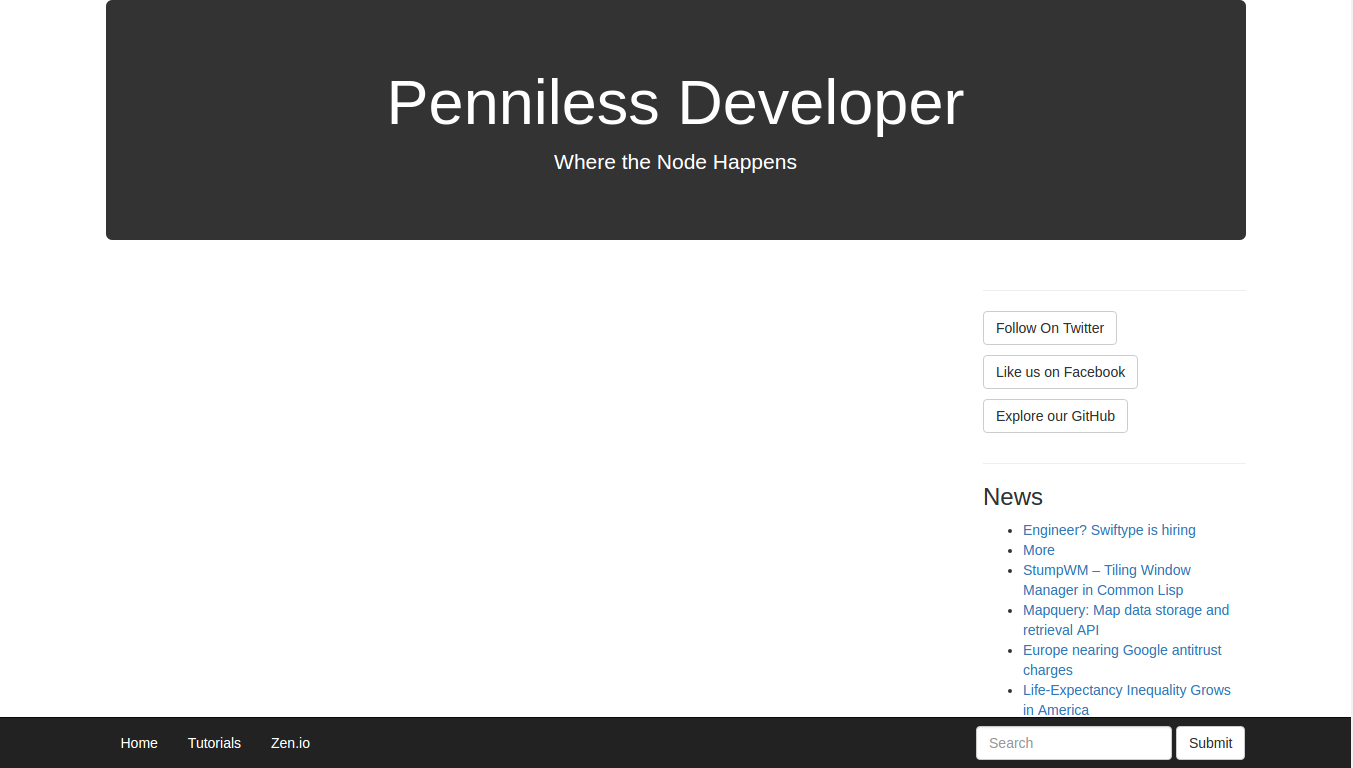 Penniless Developer
Where the Node Happens
Follow On Twitter
Like us on Facebook
Explore our GitHub
News
Engineer? Swiftype is hiring
More
StumpWM – Tiling Window
Manager in Common Lisp
Mapquery: Map data storage and
retrieval API
Europe nearing Google antitrust
charges
Life-Expectancy Inequality Grows
in America
Home Tutorials Zen.io Search Submit